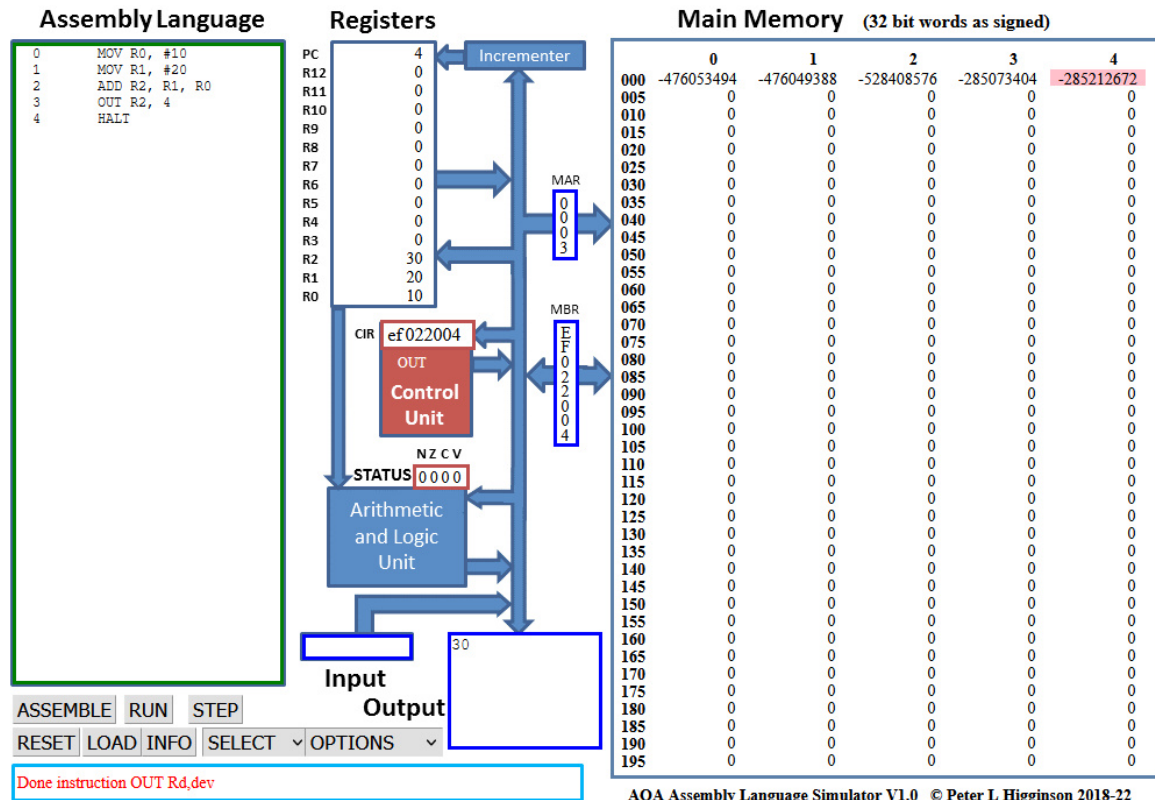 Assembly Language
0 MOV R0, #10
1 MOV R1, #20
2 ADD R2, R1, R0
3 OUT R2, 4
4 HALT
ASSEMBLE RUN STEP
RESET LOAD INFO SELECT OPTIONS
Done instruction OUT Rd,dev
Registers
PC 4
R12 0
R11 0
R10 0
R9 0
R8 0
R7 0
R6 0
R5 0
R4 0
R3 0
R2 30
R1 20
R0 10
Incrementer
MAR
0003
MBR
EF022004
CIR ef022004
OUT
Control
Unit
N Z C V
STATUS 0000
Arithmetic
and Logic
Unit
Input
Output
30
Main Memory (32 bit words as signed)
0 1 2 3 4
000 -476053494 -476049388 -528408576 -285073404 -285212672
005 0 0 0 0 0
010 0 0 0 0 0
015 0 0 0 0 0
020 0 0 0 0 0
025 0 0 0 0 0
030 0 0 0 0 0
035 0 0 0 0 0
040 0 0 0 0 0
045 0 0 0 0 0
050 0 0 0 0 0
055 0 0 0 0 0
060 0 0 0 0 0
065 0 0 0 0 0
070 0 0 0 0 0
075 0 0 0 0 0
080 0 0 0 0 0
085 0 0 0 0 0
090 0 0 0 0 0
095 0 0 0 0 0
100 0 0 0 0 0
105 0 0 0 0 0
110 0 0 0 0 0
115 0 0 0 0 0
120 0 0 0 0 0
125 0 0 0 0 0
130 0 0 0 0 0
135 0 0 0 0 0
140 0 0 0 0 0
145 0 0 0 0 0
150 0 0 0 0 0
155 0 0 0 0 0
160 0 0 0 0 0
165 0 0 0 0 0
170 0 0 0 0 0
175 0 0 0 0 0
180 0 0 0 0 0
185 0 0 0 0 0
190 0 0 0 0 0
195 0 0 0 0 0
AQA Assembly Language Simulator V1.0 © Peter L Higginson 2018-22